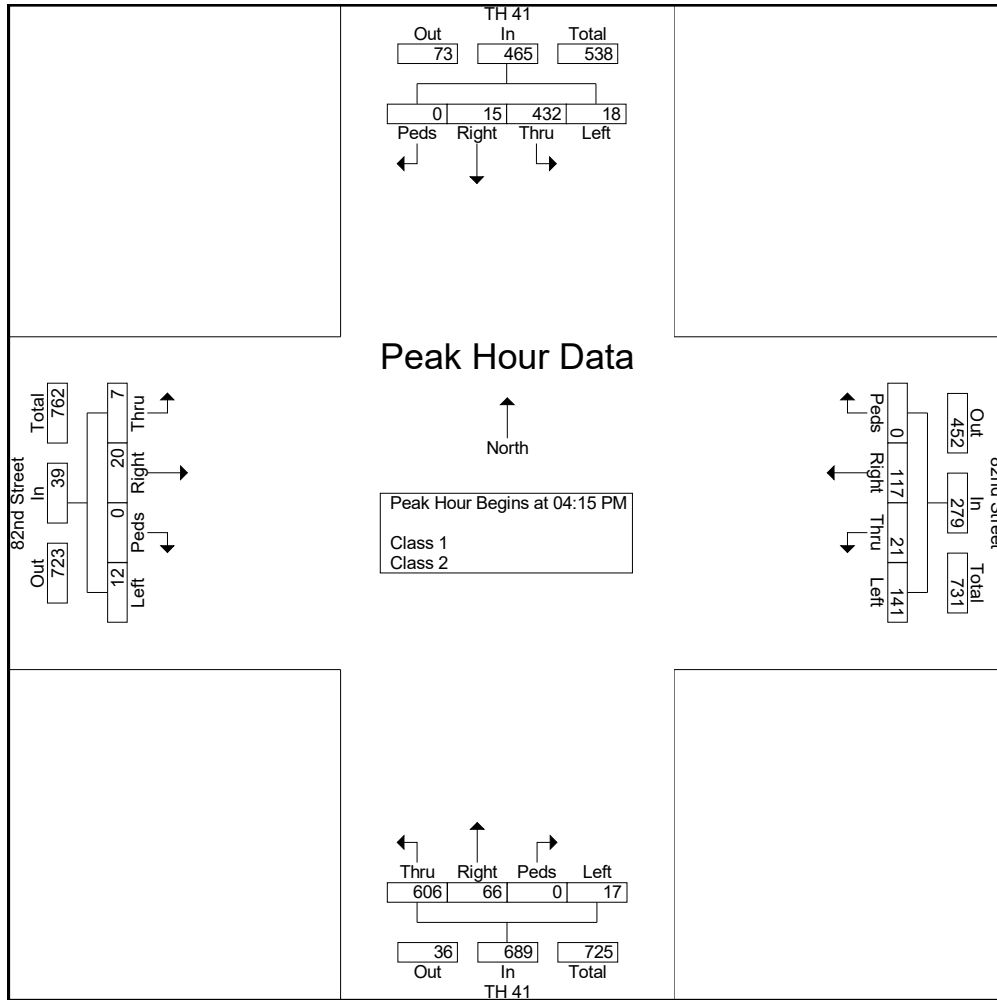 TH 41
Out In Total
73 465 538
0 15 432 18
Peds Right Thru Left
Peak Hour Data
North
Peak Hour Begins at 04:15 PM
Class 1
Class 2
82nd Street
Out In Total
723 39 762
12 0 20 7
Left Peds Right Thru
82nd Street
Out In Total
452 279 731
0 117 21 141
Peds Right Thru Left
Thru Right Peds Left
606 66 0 17
36 689 725
Out In Total
TH 41